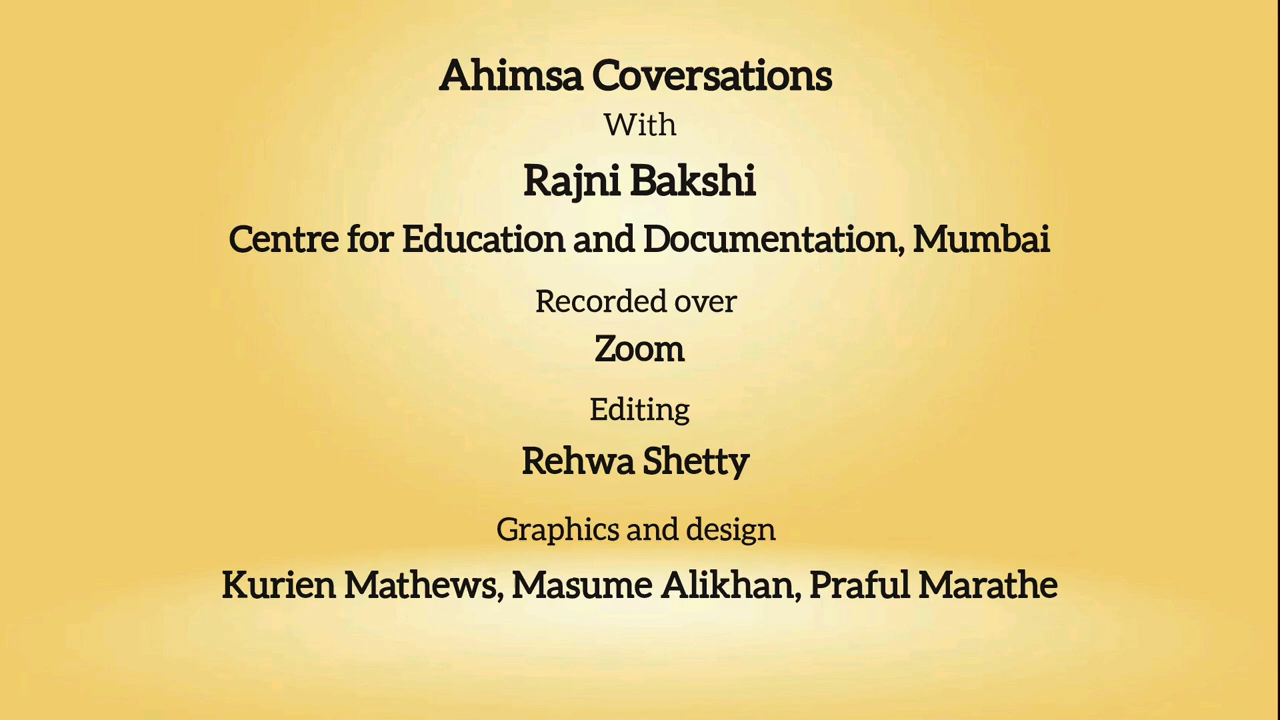 Ahimsa Coversations
With
Rajni Bakshi
Centre for Education and Documentation, Mumbai
Recorded over
Zoom
Editing
Rehwa Shetty
Graphics and design
Kurien Mathews, Masume Alikhan, Praful Marathe